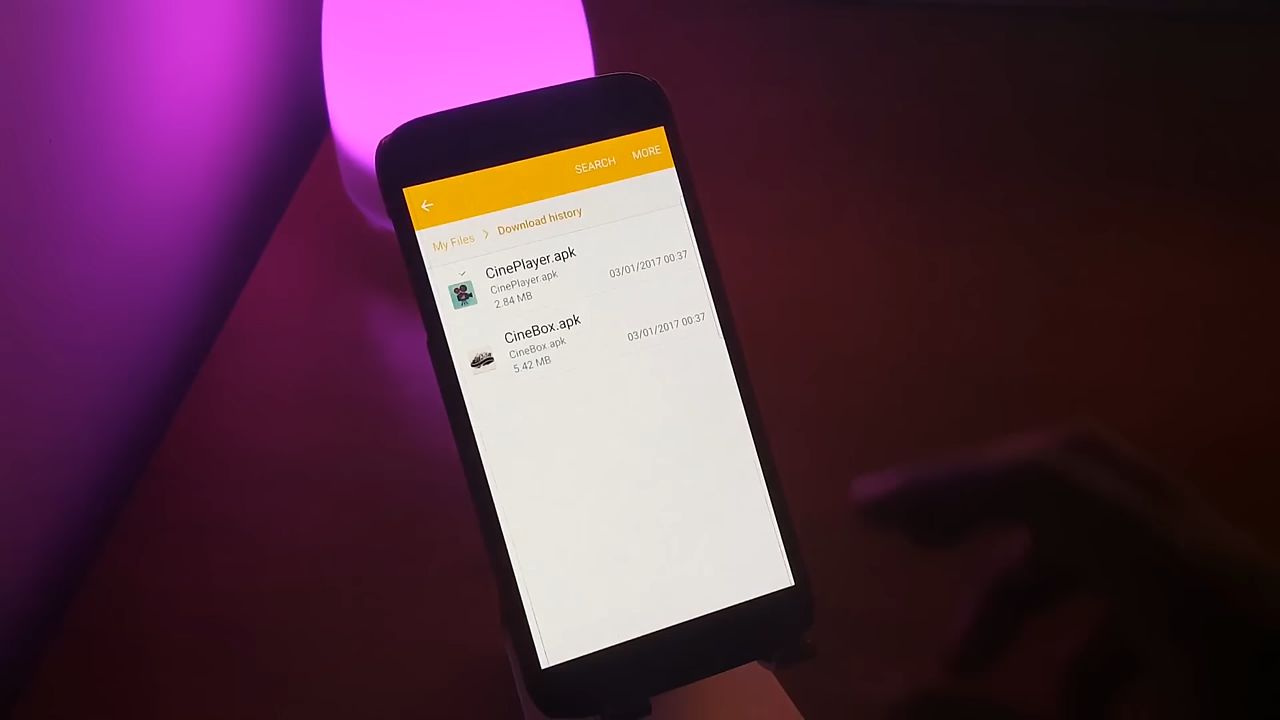 SEARCH MORE
My Files > Download history
CinePlayer.apk
CinePlayer.apk
2.84 MB
03/01/2017 00:37
CineBox.apk
CineBox.apk
5.42 MB
03/01/2017 00:37